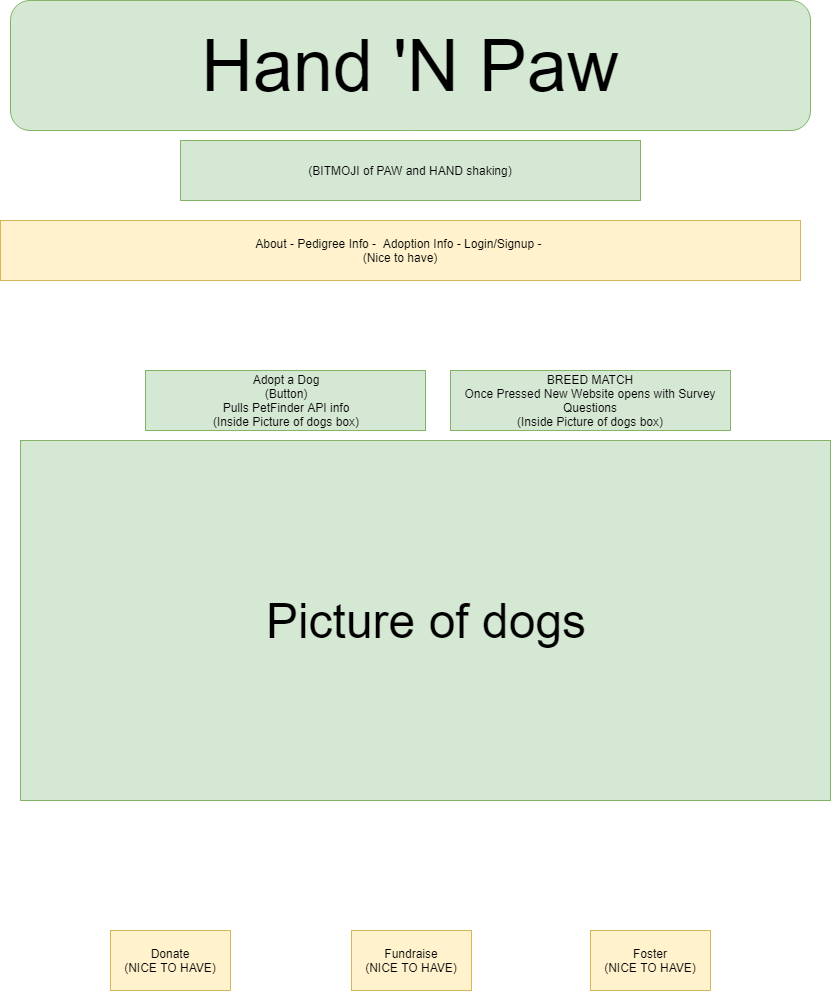 Hand 'N Paw
(BITMOJI of PAW and HAND shaking)
About - Pedigree Info -  Adoption Info - Login/Signup -
(Nice to have)
Adopt a Dog
(Button)
Pulls PetFinder API info
(Inside Picture of dogs box)
BREED MATCH
Once Pressed New Website opens with Survey
Questions
(Inside Picture of dogs box)
Picture of dogs
Donate
(NICE TO HAVE)
Fundraise
(NICE TO HAVE)
Foster
(NICE TO HAVE)